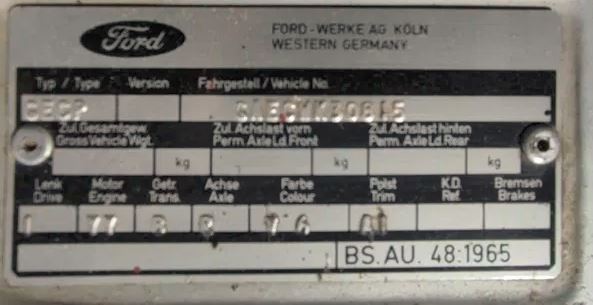 Ford
FORD-WERKE AG KÖLN
WESTERN GERMANY
Typ / Type Version Fahrgestell / Vehicle No.
Zul. Gesamtgew. Zul. Achslast vorn Zul. Achslast hinten
Gross Vehicle Wgt. Perm. Axle Ld. Front Perm. Axle Ld. Rear
kg kg kg
Lenk Motor Getr. Achse Farbe Polst K.D. Bremsen
Drive Engine Trans. Axle Colour Trim Ref. Brakes
1 77 B
BS. AU. 48:1965